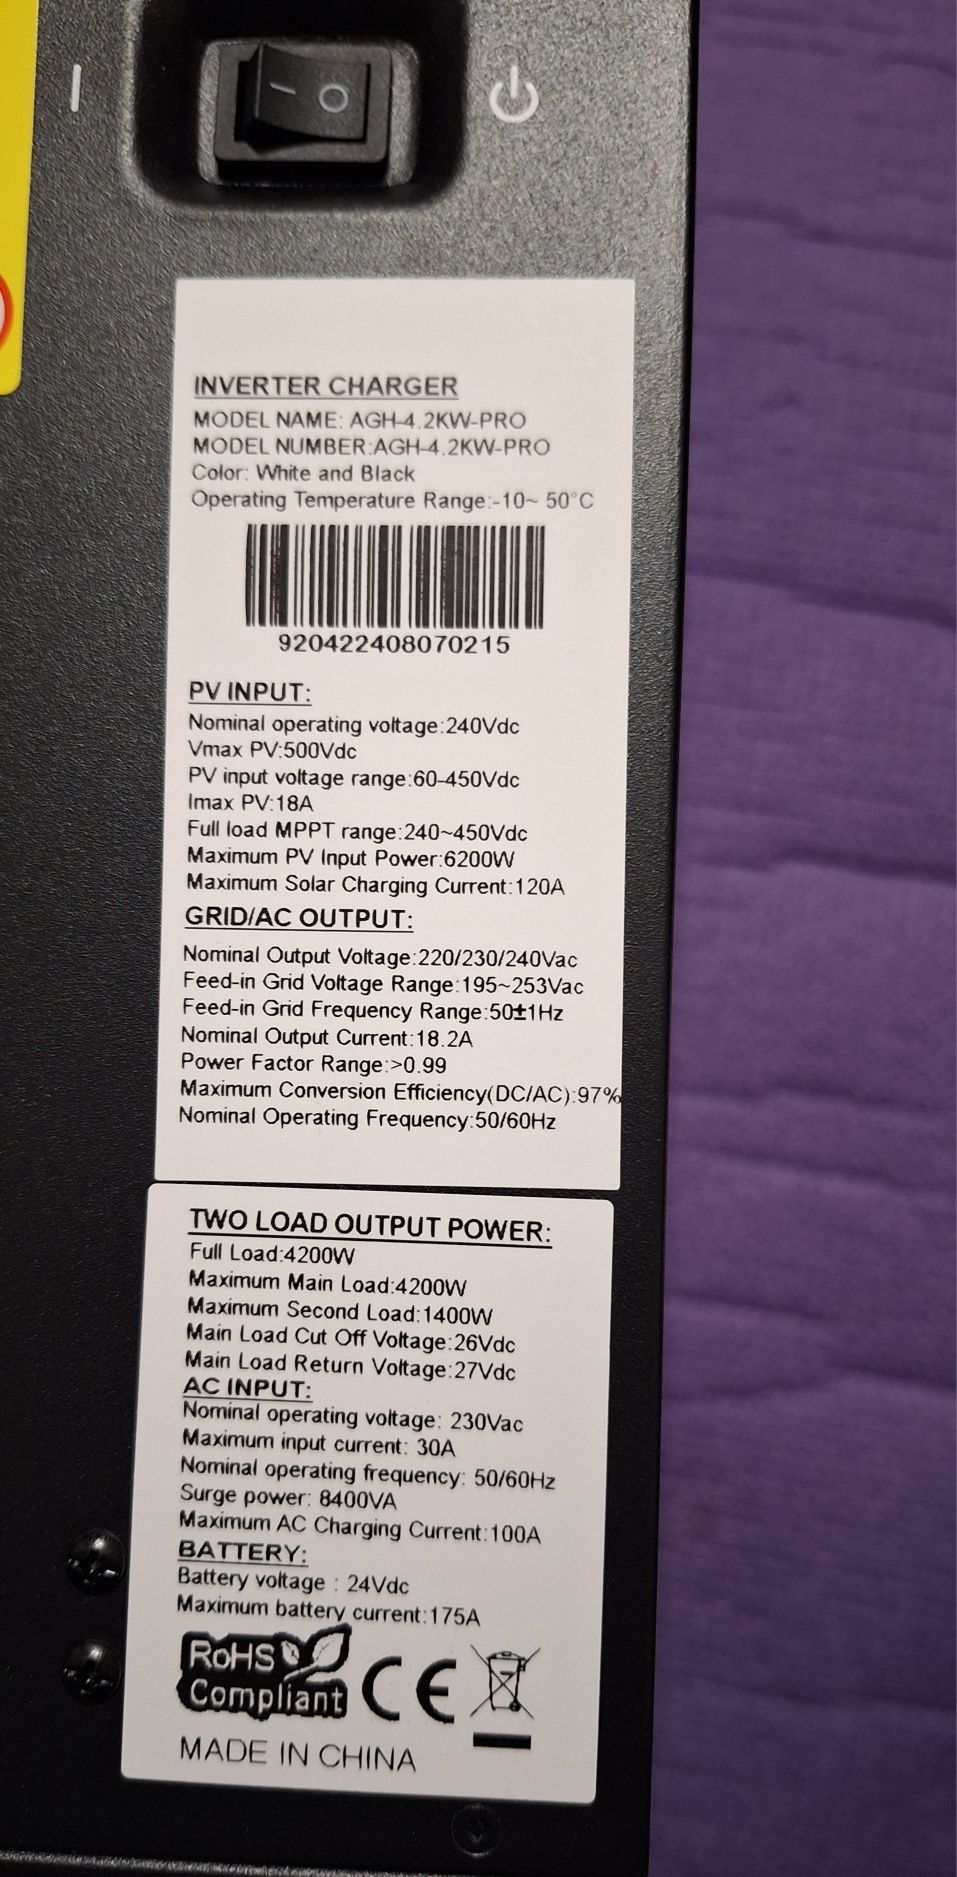 INVERTER CHARGER
MODEL NAME: AGH-4.2KW-PRO
MODEL NUMBER:AGH-4.2KW-PRO
Color: White and Black
Operating Temperature Range:-10~ 50°C
920422408070215
PV INPUT:
Nominal operating voltage:240Vdc
Vmax PV:500Vdc
PV input voltage range:60-450Vdc
Imax PV:18A
Full load MPPT range:240~450Vdc
Maximum PV Input Power:6200W
Maximum Solar Charging Current:120A
GRID/AC OUTPUT:
Nominal Output Voltage:220/230/240Vac
Feed-in Grid Voltage Range:195~253Vac
Feed-in Grid Frequency Range:50±1Hz
Nominal Output Current:18.2A
Power Factor Range:>0.99
Maximum Conversion Efficiency(DC/AC):97%
Nominal Operating Frequency:50/60Hz
TWO LOAD OUTPUT POWER:
Full Load:4200W
Maximum Main Load:4200W
Maximum Second Load:1400W
Main Load Cut Off Voltage:26Vdc
Main Load Return Voltage:27Vdc
AC INPUT:
Nominal operating voltage: 230Vac
Maximum input current: 30A
Nominal operating frequency: 50/60Hz
Surge power: 8400VA
Maximum AC Charging Current:100A
BATTERY:
Battery voltage : 24Vdc
Maximum battery current:175A
RoHS
Compliant CE
MADE IN CHINA